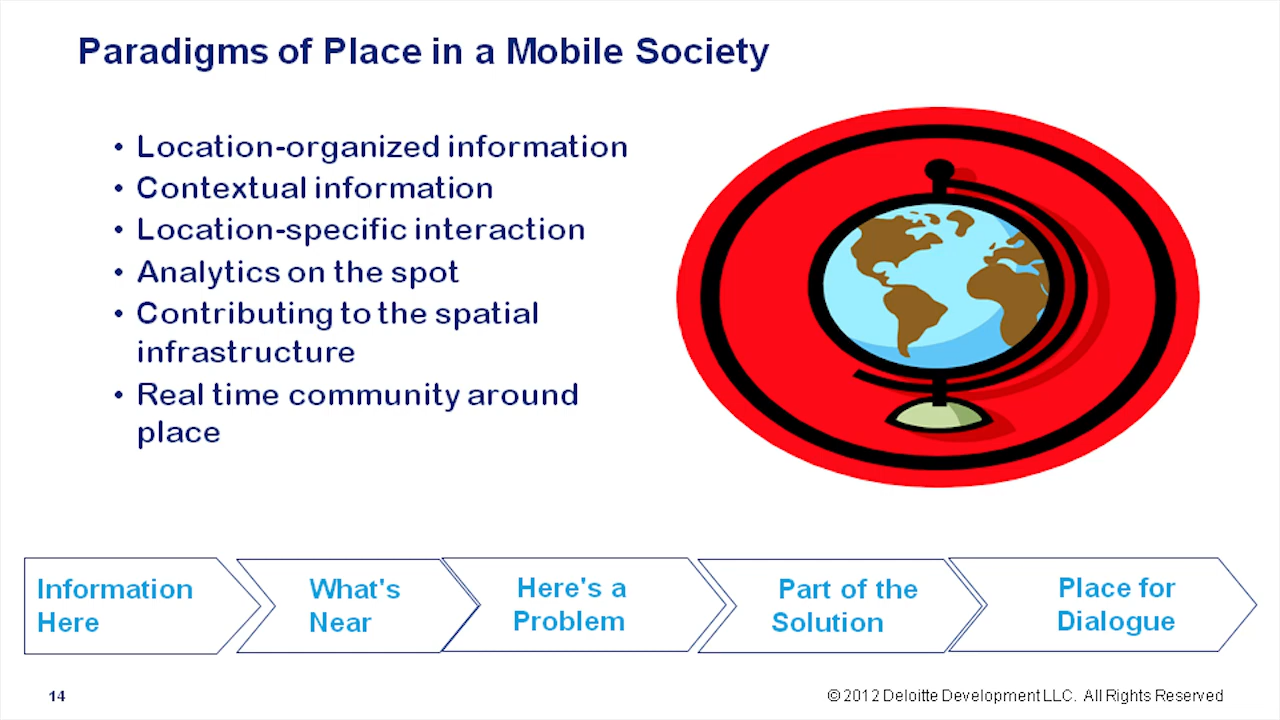 Paradigms of Place in a Mobile Society
• Location-organized information
• Contextual information
• Location-specific interaction
• Analytics on the spot
• Contributing to the spatial
infrastructure
• Real time community around
place
Information
Here
What's
Near
Here's a
Problem
Part of the
Solution
Place for
Dialogue
14
© 2012 Deloitte Development LLC. All Rights Reserved